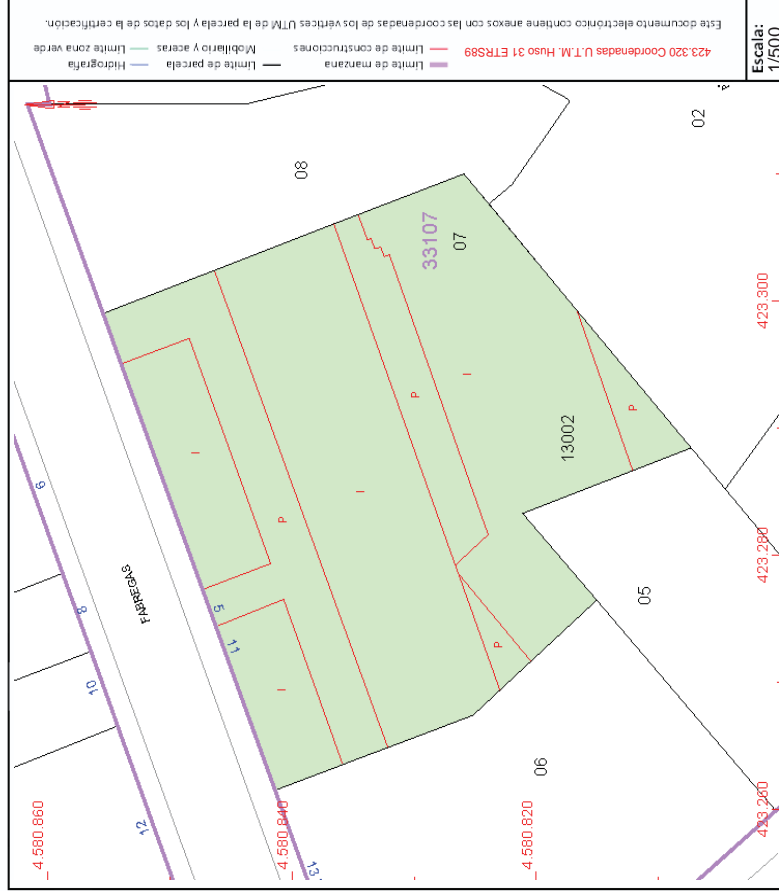 Este documento electrónico contiene anexos con las coordenadas de los vértices UTM de la parcela y los datos de la certificación.
423.320 Coordenadas U.T.M. Huso 31 ETRS89
Límite de manzana
Límite de construcciones
Límite de parcela
Mobiliario y aceras
Hidrografía
Límite zona verde
Escala:
1/500
08
02
33107
07
6
8
FABREGAS
10
12
5
11
13
I
P
I
P
I
I
P
P
13002
05
06
423.300
423.280
423.260
4.580.860
4.580.840
4.580.820